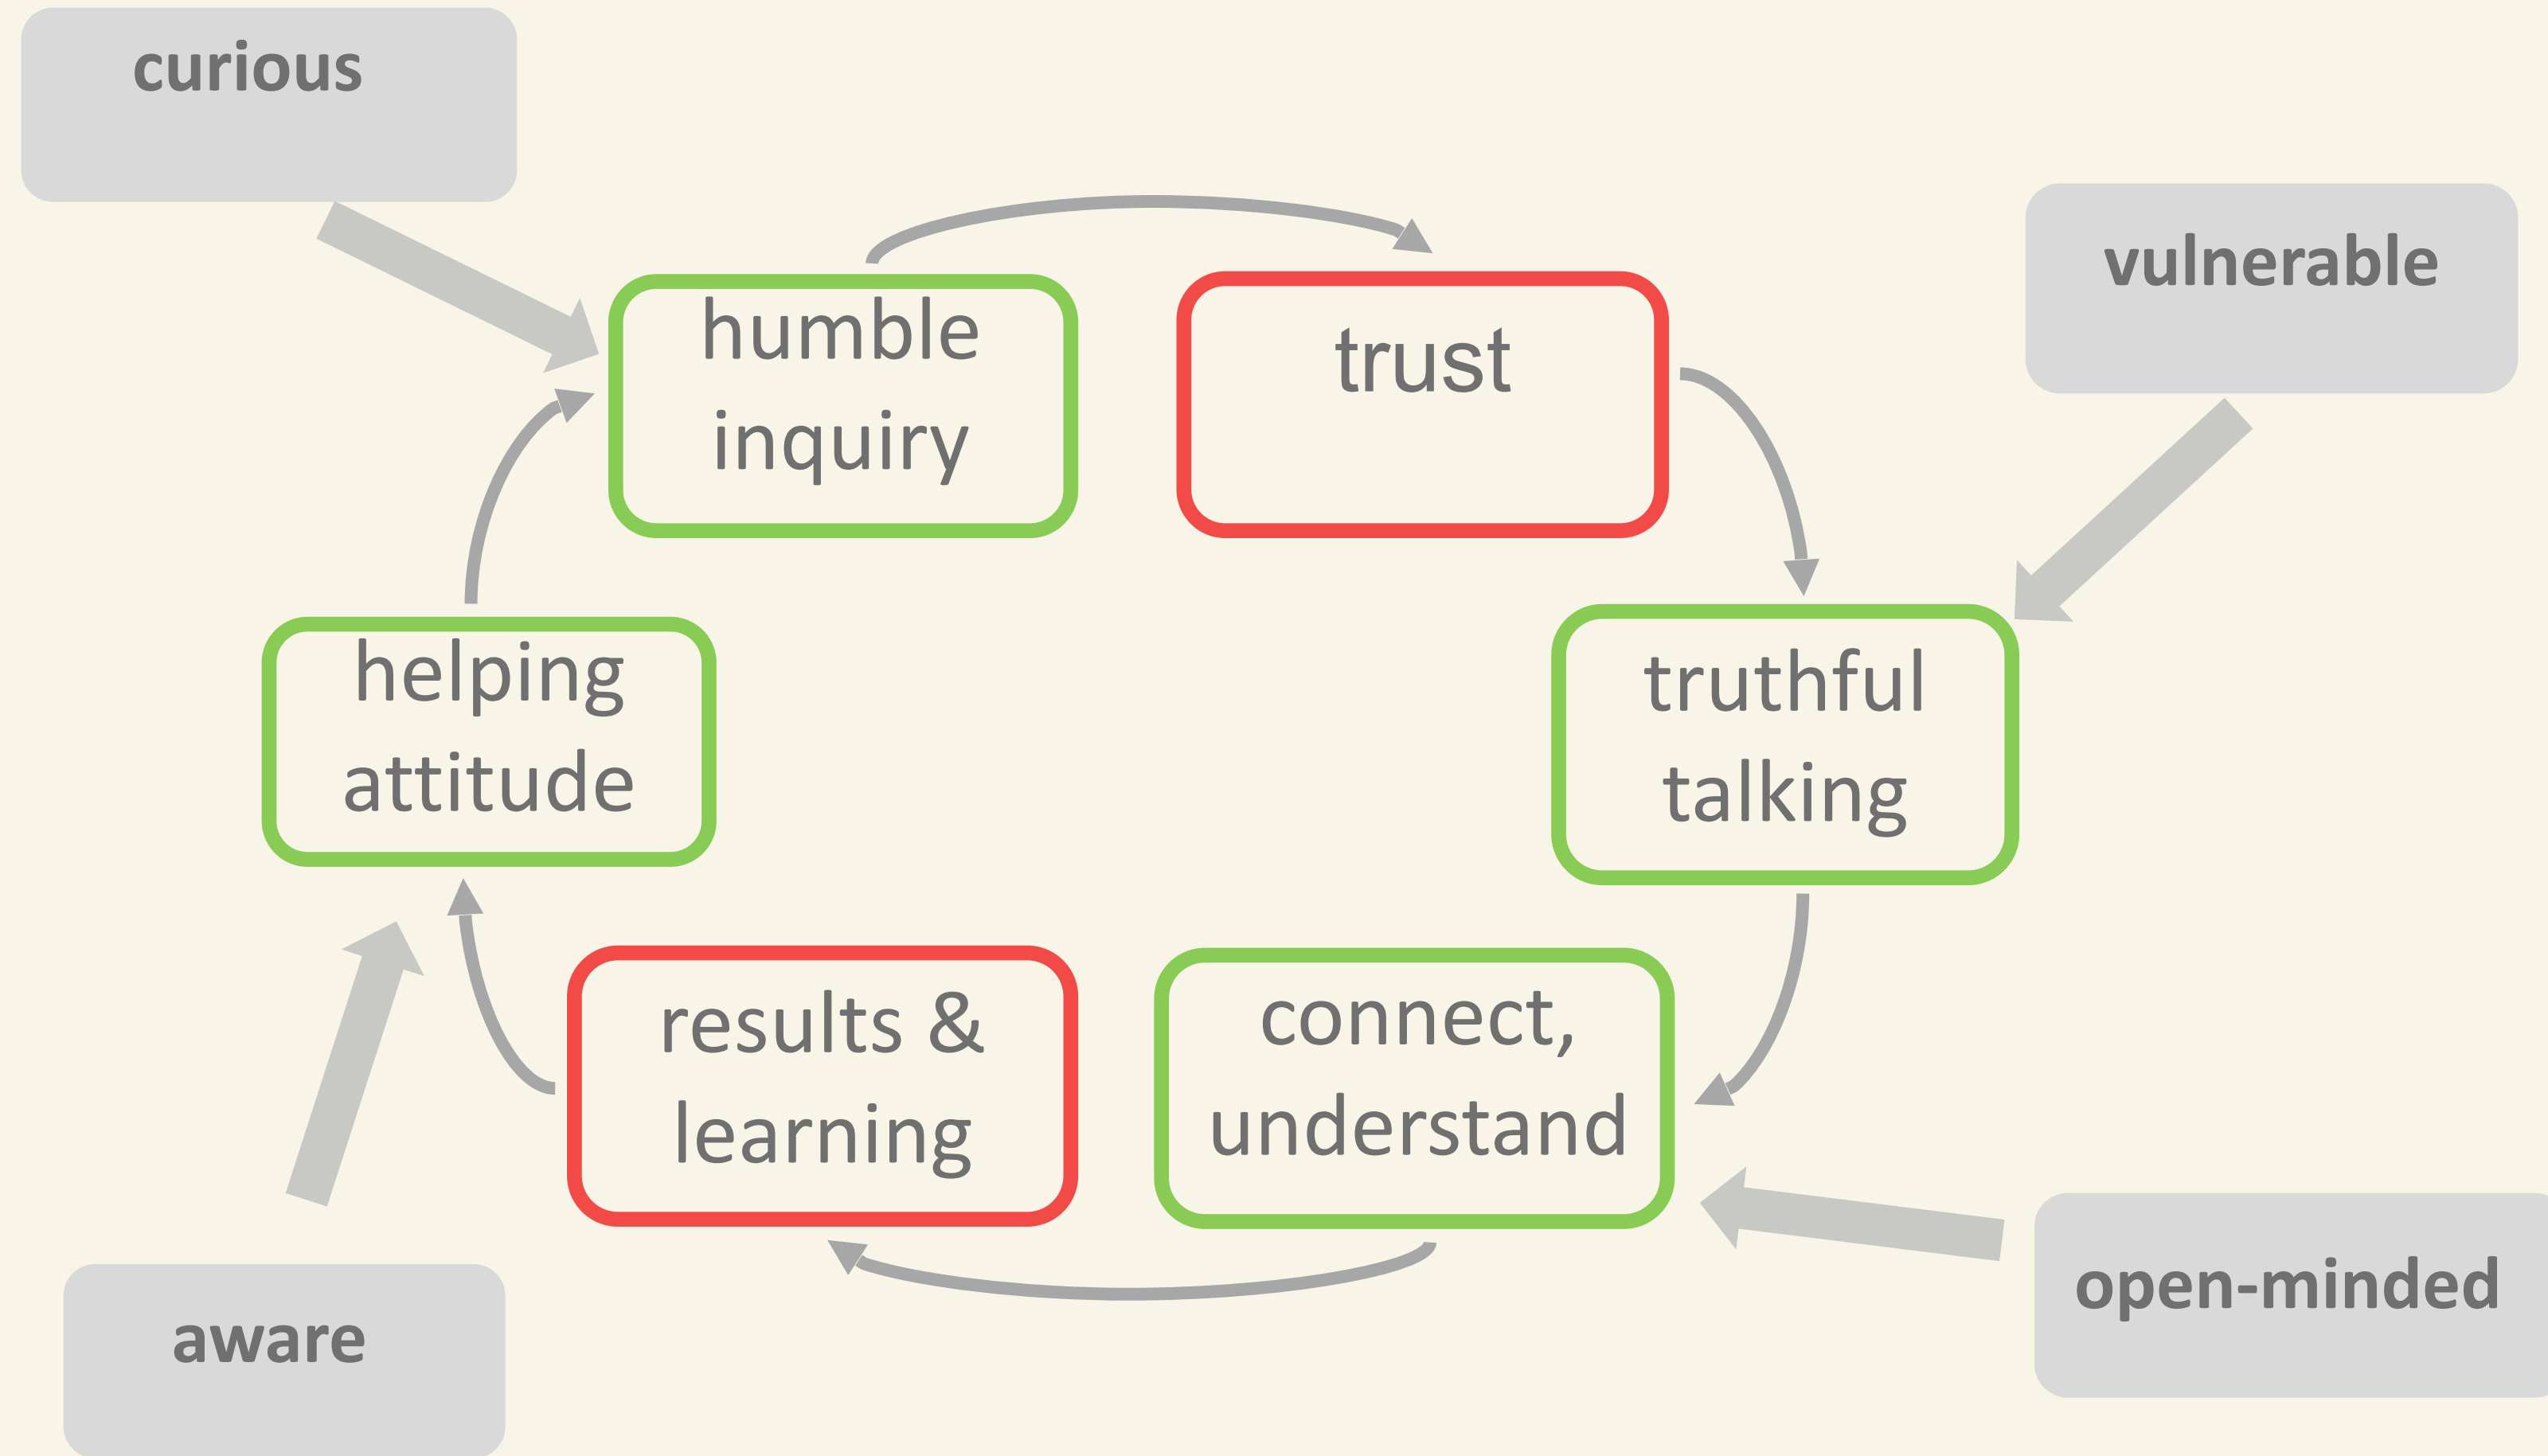 curious
vulnerable
humble
inquiry
trust
helping
attitude
truthful
talking
results &
learning
connect,
understand
aware
open-minded